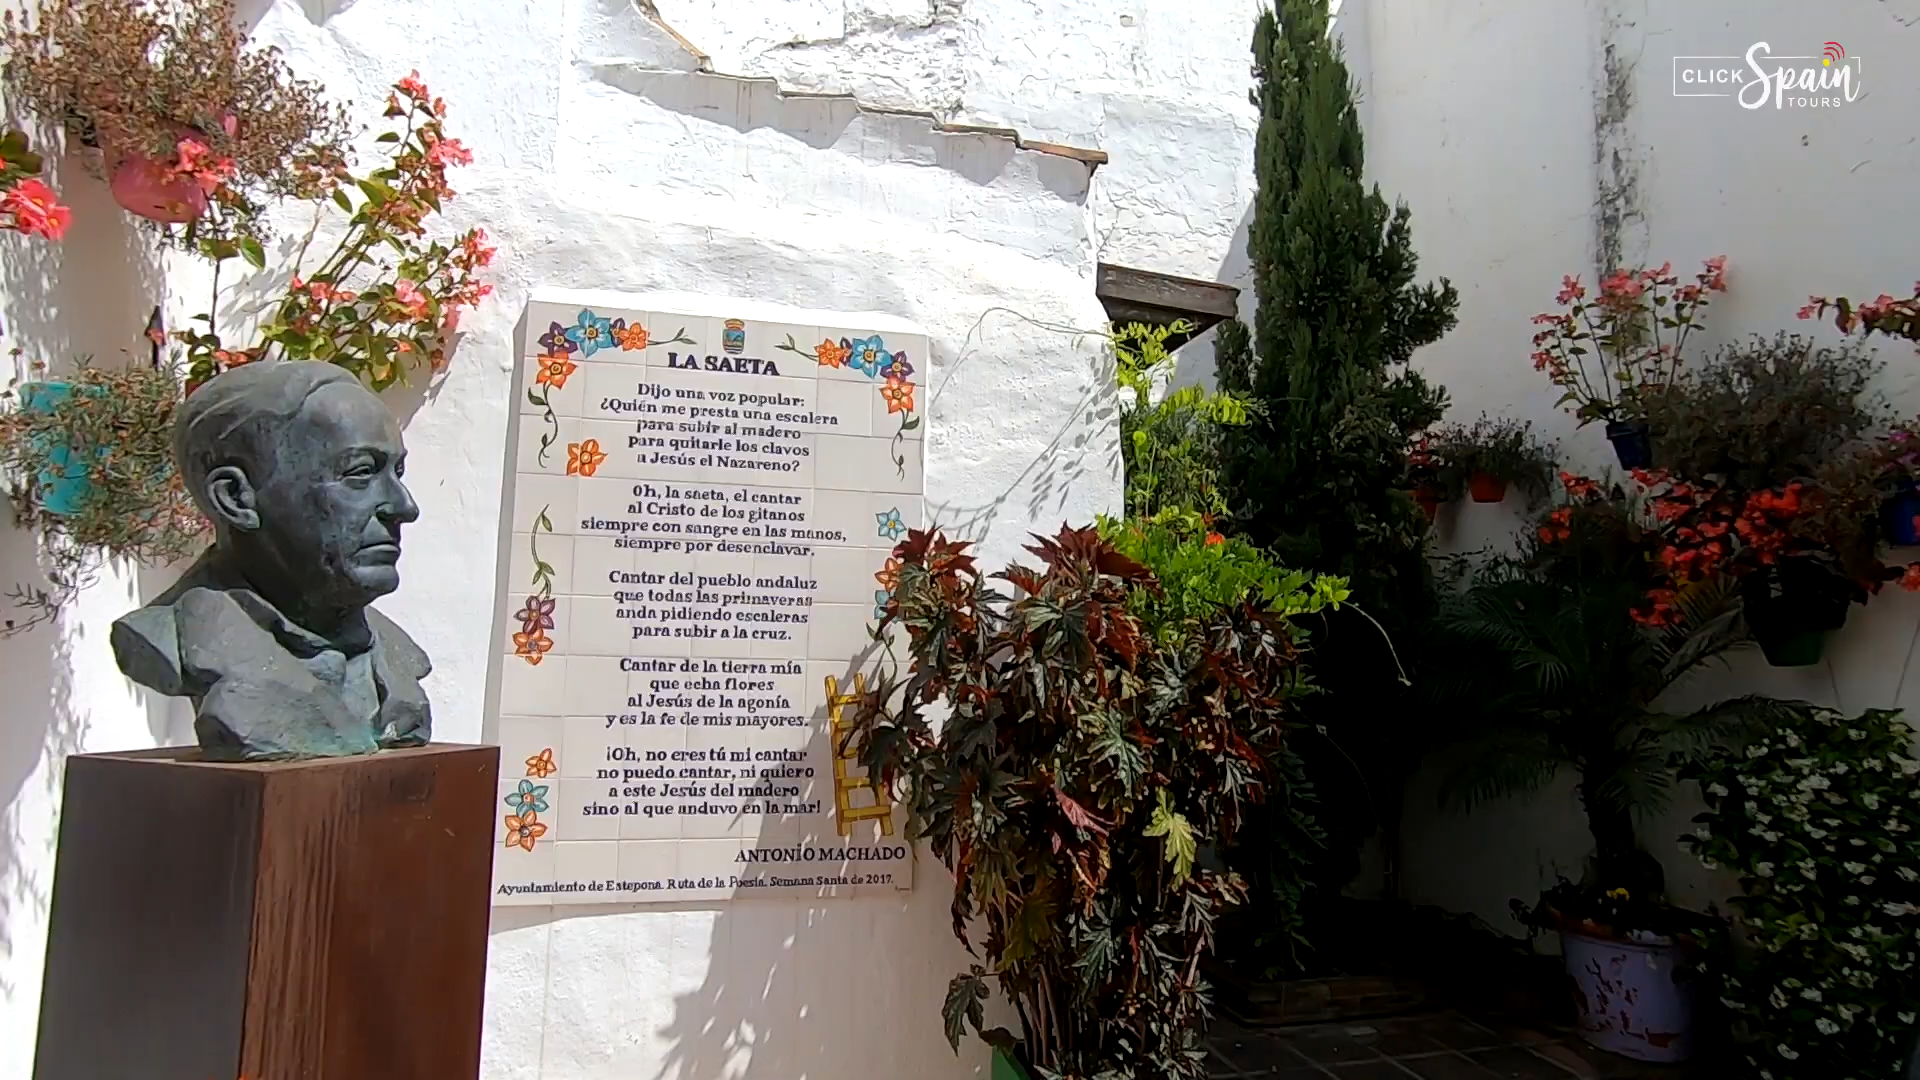 CLICK Spain
TOURS
LA SAETA
Dijo una voz popular:
¿Quién me presta una escalera
para subir al madero
para quitarle los clavos
a Jesús el Nazareno?
Oh, la saeta, el cantar
al Cristo de los gitanos
siempre con sangre en las manos,
siempre por desenclavar.
Cantar del pueblo andaluz
que todas las primaveras
anda pidiendo escaleras
para subir a la cruz.
Cantar de la tierra mía
que echa flores
al Jesús de la agonía
y es la fe de mis mayores.
¡Oh, no eres tú mi cantar
no puedo cantar, ni quiero
a este Jesús del madero
sino al que anduvo en la mar!
ANTONIO MACHADO
Ayuntamiento de Estepona. Ruta de la Poesía. Semana Santa de 2017.